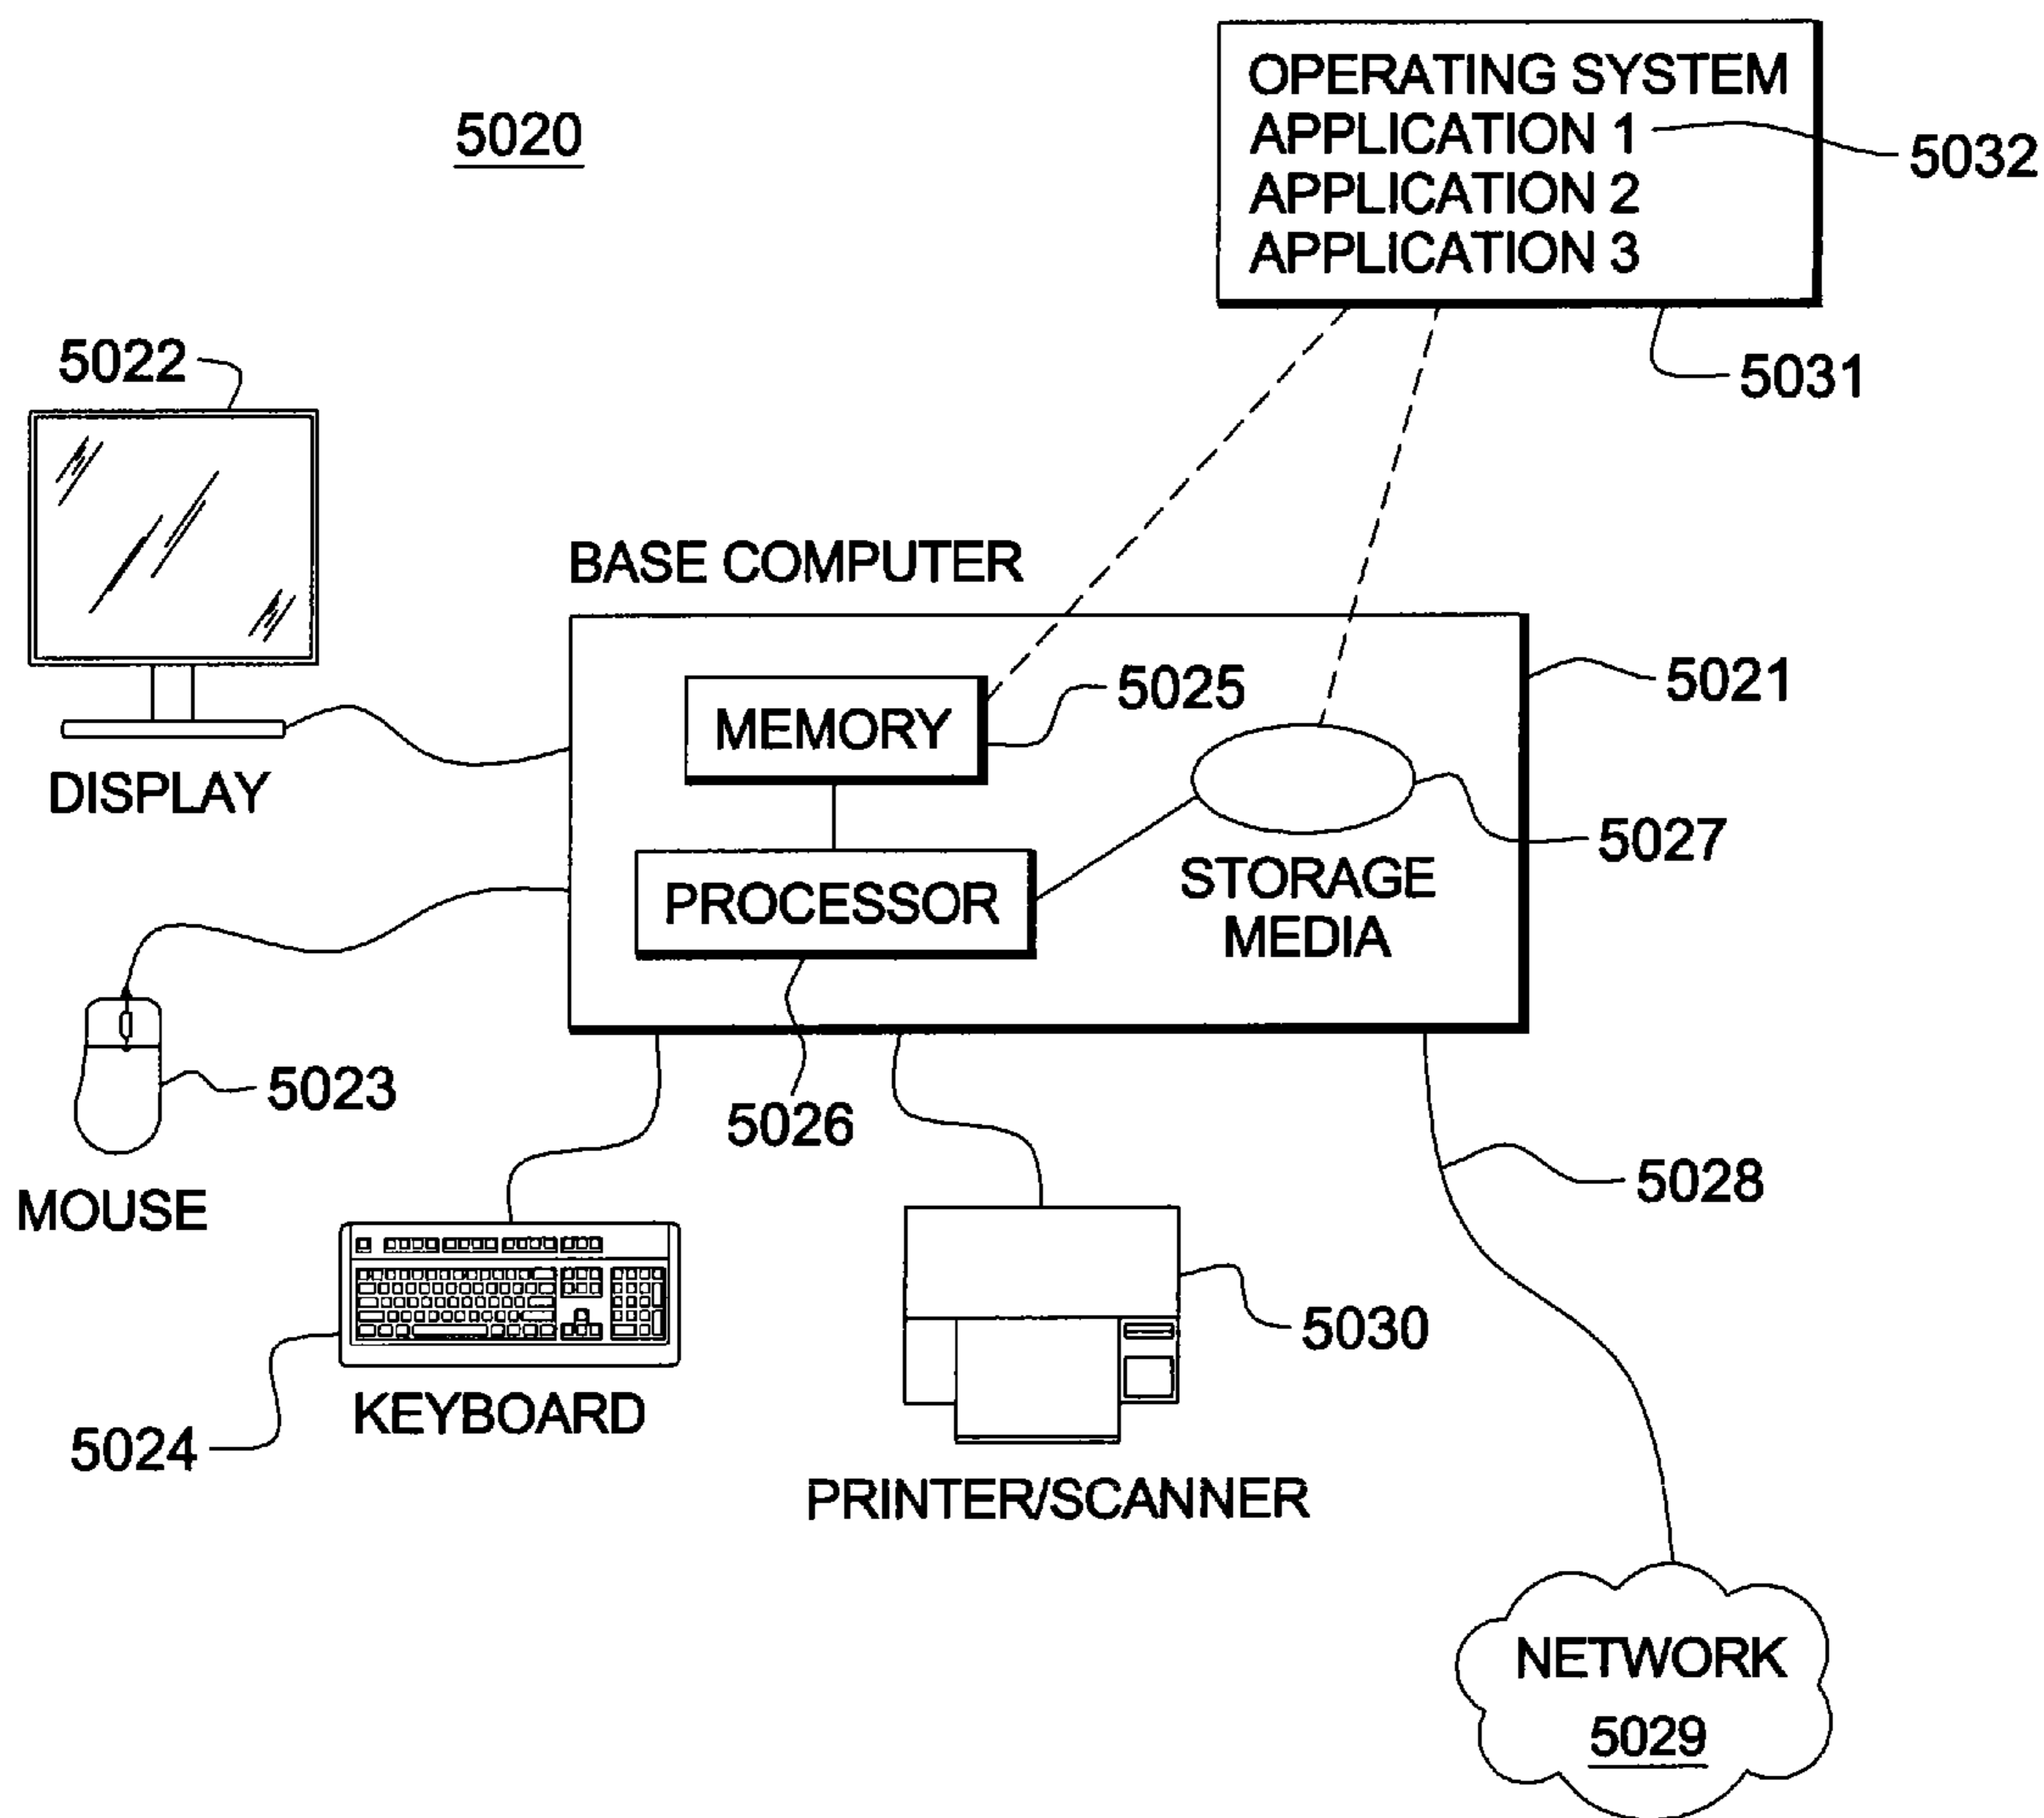 5020
OPERATING SYSTEM
APPLICATION 1
APPLICATION 2
APPLICATION 3
5032
5031
5022
DISPLAY
BASE COMPUTER
MEMORY
5025
5021
PROCESSOR
5026
STORAGE
MEDIA
5027
MOUSE
5023
KEYBOARD
5024
PRINTER/SCANNER
5030
5028
NETWORK
5029